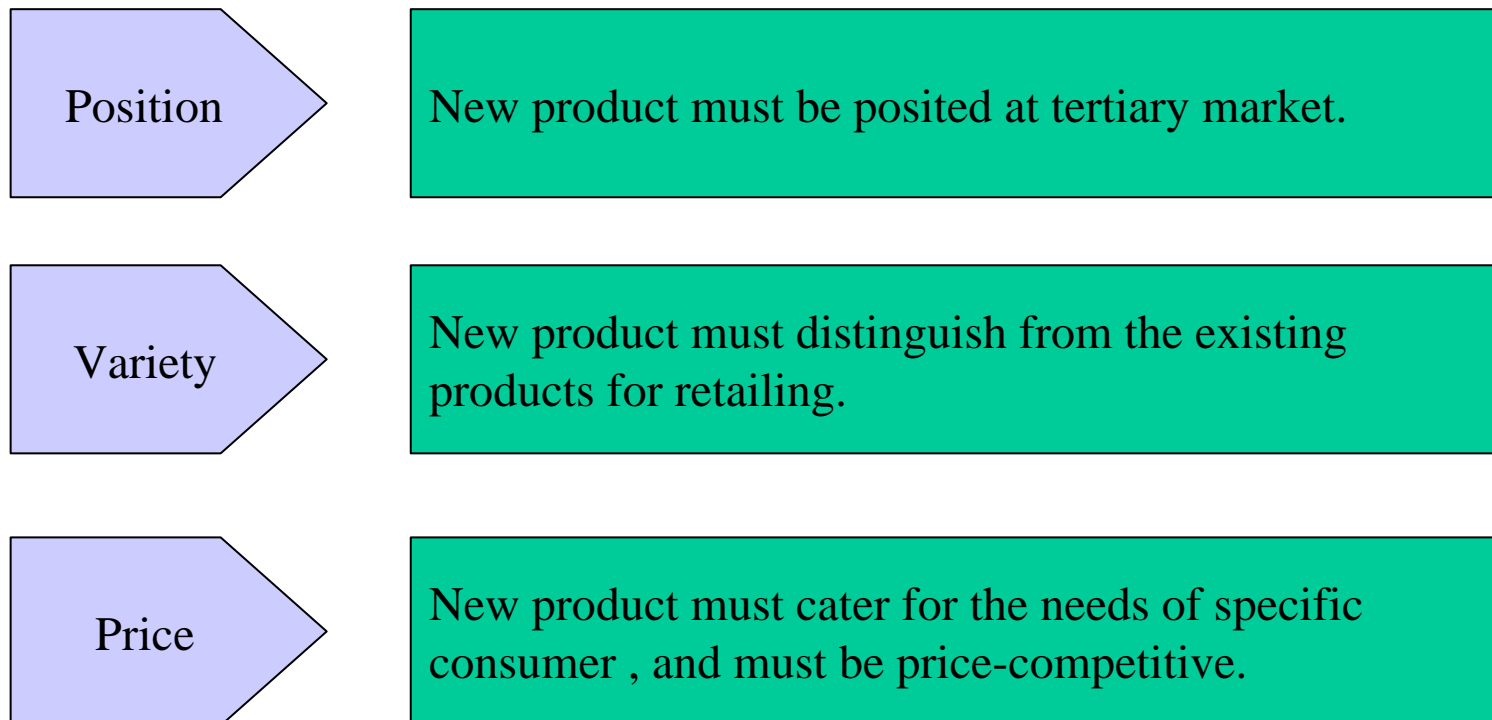 Position
New product must be posited at tertiary market.
Variety
New product must distinguish from the existing
products for retailing.
Price
New product must cater for the needs of specific
consumer , and must be price-competitive.